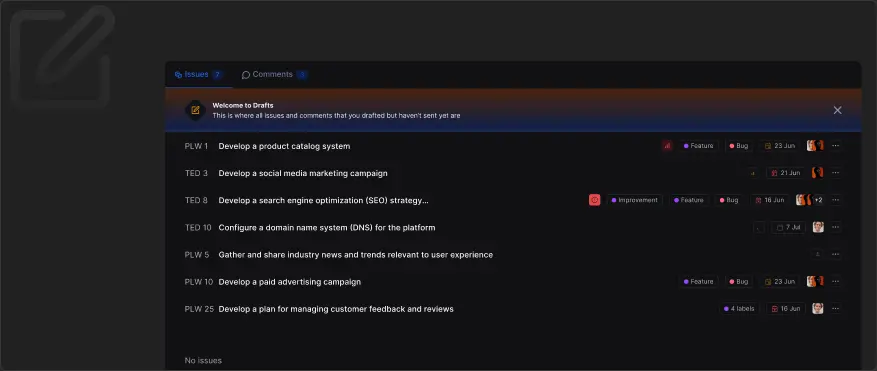 Issues 7 Comments
Welcome to Drafts
This is where all issues and comments that you drafted but haven't sent yet are
PLW 1 Develop a product catalog system Feature Bug 23 Jun
TED 3 Develop a social media marketing campaign 21 Jun
TED 8 Develop a search engine optimization (SEO) strategy... Improvement Feature Bug 16 Jun +2
TED 10 Configure a domain name system (DNS) for the platform 7 Jul
PLW 5 Gather and share industry news and trends relevant to user experience
PLW 10 Develop a paid advertising campaign Feature Bug 23 Jun
PLW 25 Develop a plan for managing customer feedback and reviews 4 labels 16 Jun
No issues